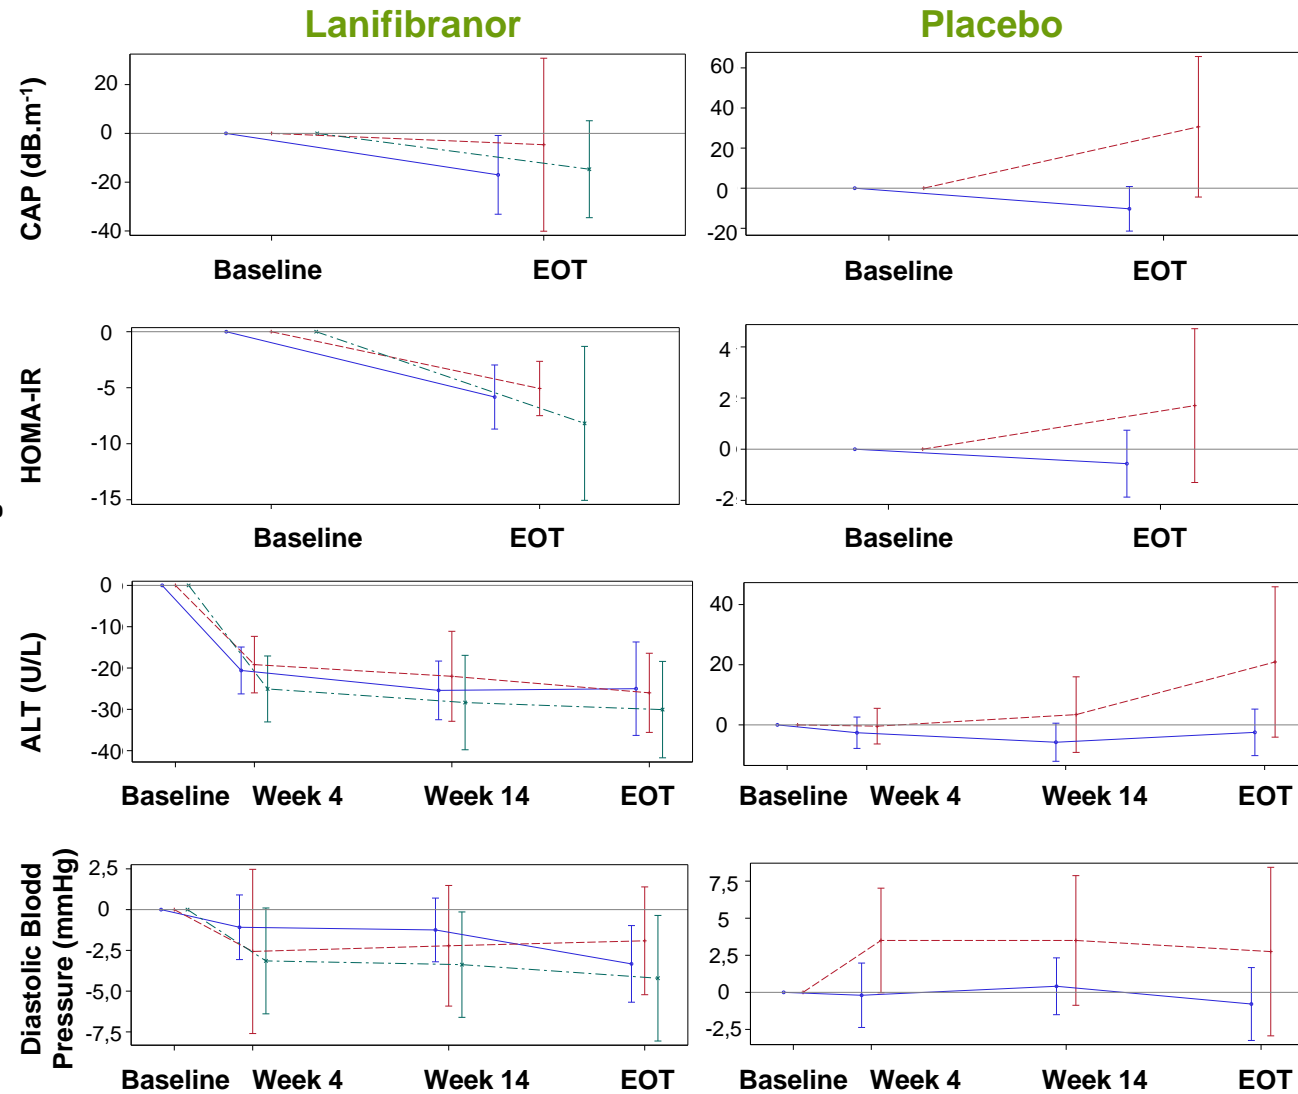 Lanifibranor
Placebo
CAP (dB.m-1)
20
0
-20
-40
Baseline
EOT
60
40
20
0
-20
Baseline
EOT
HOMA-IR
0
-5
-10
-15
Baseline
EOT
4
2
0
-2
Baseline
EOT
ALT (U/L)
0
-10
-20
-30
-40
Baseline
Week 4
Week 14
EOT
40
20
0
Baseline
Week 4
Week 14
EOT
Diastolic Blodd
Pressure (mmHg)
2,5
0
-2,5
-5,0
-7,5
Baseline
Week 4
Week 14
EOT
7,5
5
2,5
0
-2,5
Baseline
Week 4
Week 14
EOT